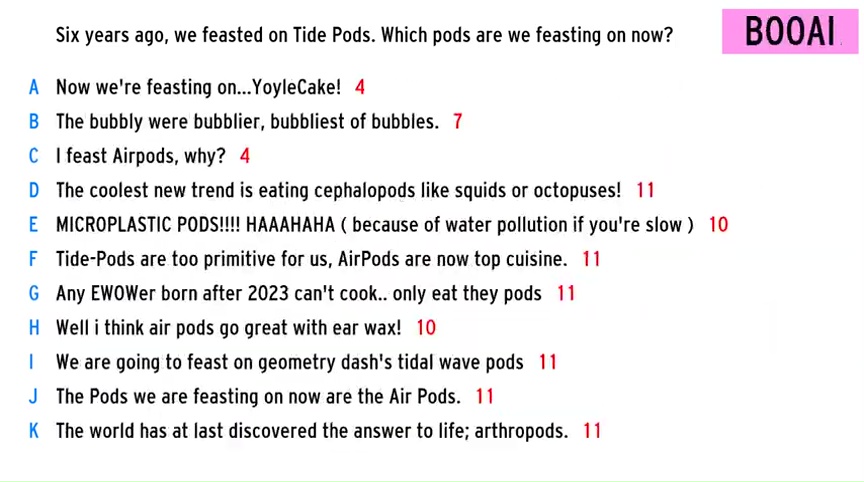 Six years ago, we feasted on Tide Pods. Which pods are we feasting on now?
BOOAI
A Now we're feasting on...YoyleCake! 4
B The bubbly were bubblier, bubbliest of bubbles. 7
C I feast Airpods, why? 4
D The coolest new trend is eating cephalopods like squids or octopuses! 11
E MICROPLASTIC PODS!!!! HAAAHAHA ( because of water pollution if you're slow ) 10
F Tide-Pods are too primitive for us, AirPods are now top cuisine. 11
G Any EWOWer born after 2023 can't cook.. only eat they pods 11
H Well i think air pods go great with ear wax! 10
I We are going to feast on geometry dash's tidal wave pods 11
J The Pods we are feasting on now are the Air Pods. 11
K The world has at last discovered the answer to life; arthropods. 11